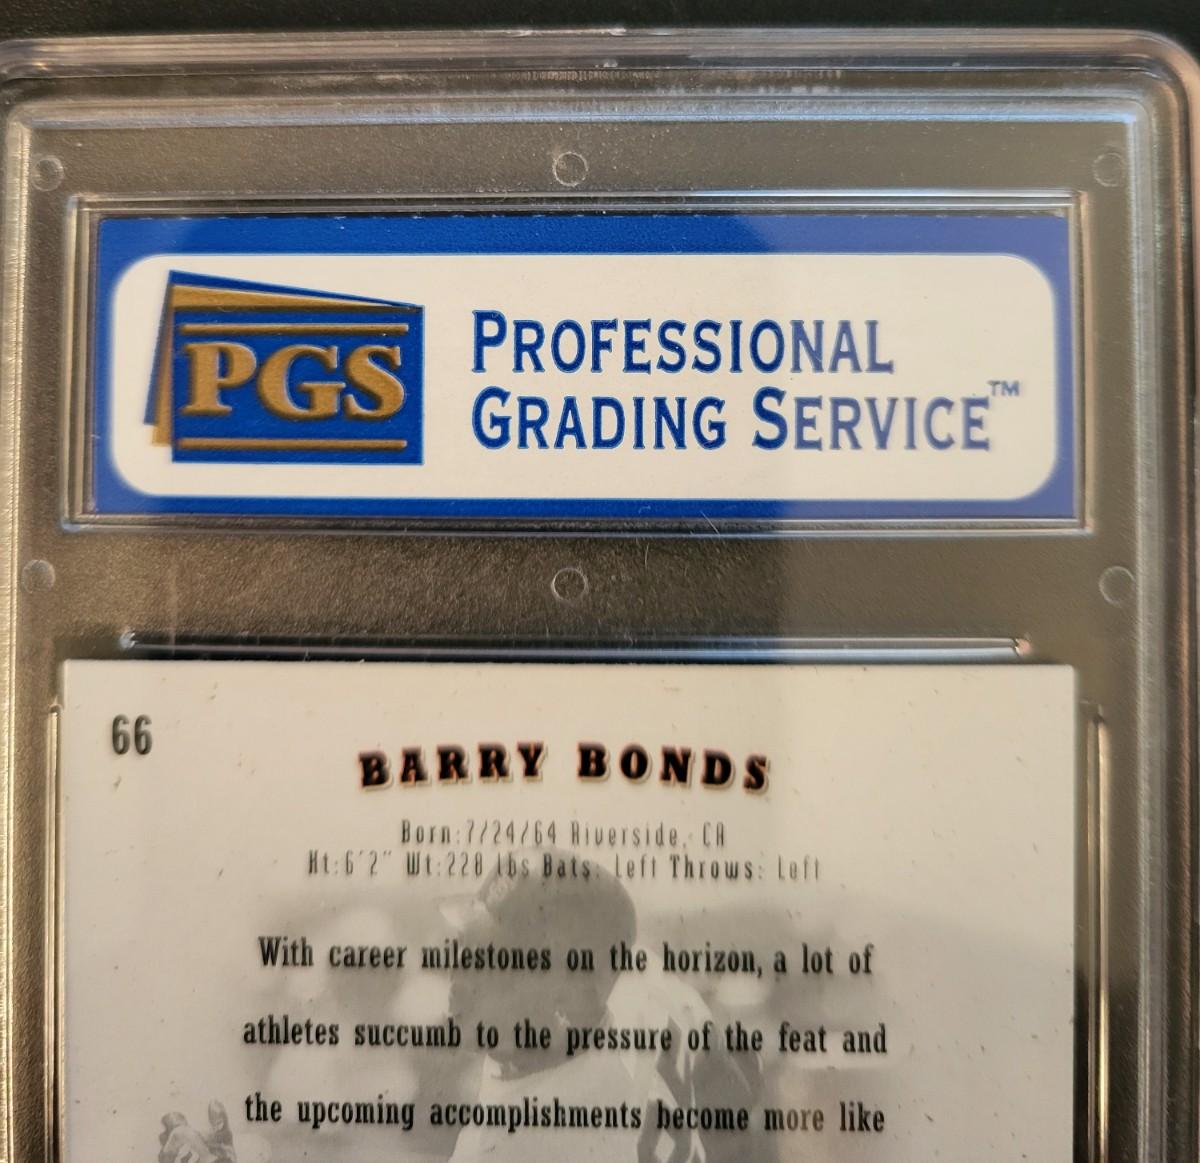 PGS
PROFESSIONAL
GRADING SERVICE™
66
BARRY BONDS
Born:7/24/64 Riverside, CA
Ht:6'2" Wt:228 lbs Bats: Left Throws: Left
With career milestones on the horizon, a lot of
athletes succumb to the pressure of the feat and
the upcoming accomplishments become more like